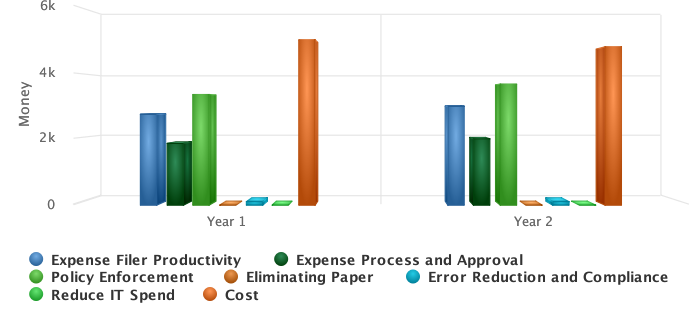 6k
4k
2k
0
Money
Year 1 Year 2
Expense Filer Productivity Expense Process and Approval
Policy Enforcement Eliminating Paper Error Reduction and Compliance
Reduce IT Spend Cost